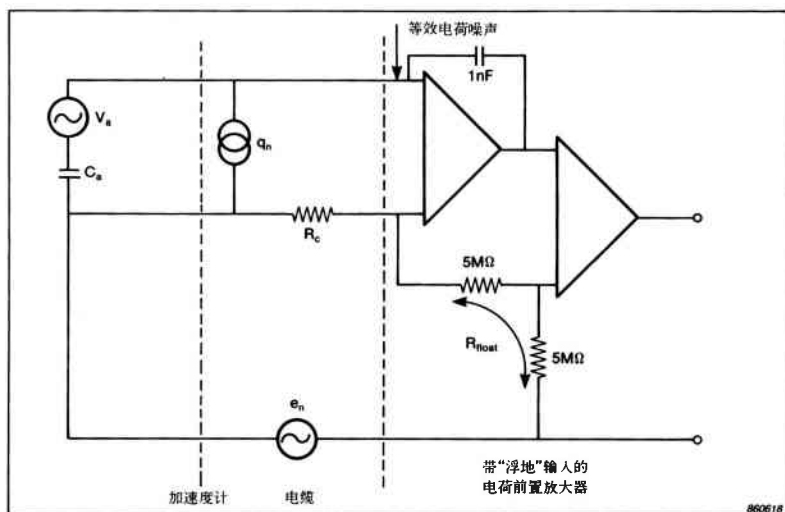 等效电荷噪声
1nF
Va
qn
Ca
Rc
5MΩ
Rfloat
5MΩ
en
加速度计
电缆
带“浮地”输人的
电荷前置放大器
860618